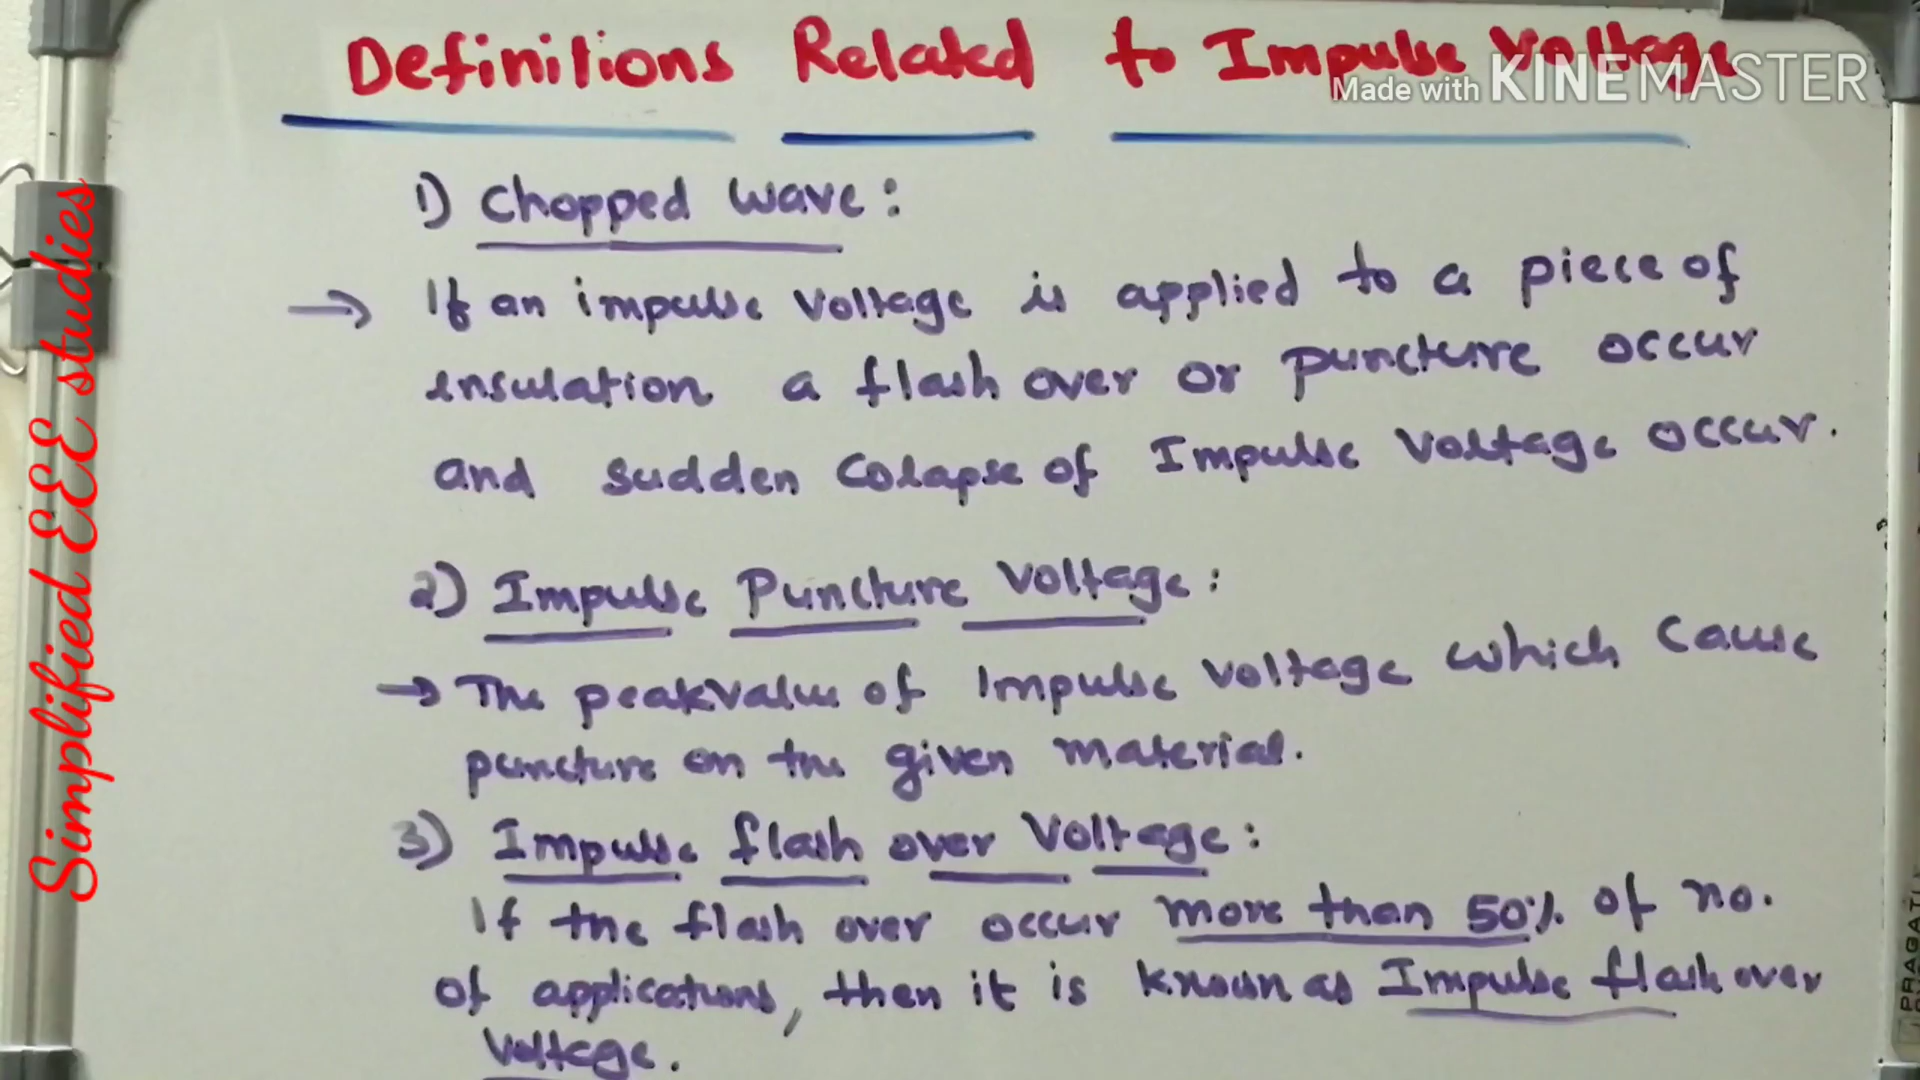 Definitions Related to Impulse Voltage
Made with KINEMASTER
1) Chopped wave:
→ If an impulse voltage is applied to a piece of
insulation a flash over or puncture occur
and sudden colapse of Impulse voltage occur.
2) Impulse Puncture Voltage:
→ The peak value of Impulse voltage which cause
puncture on the given material.
3) Impulse flash over Voltage:
If the flash over occur more than 50% of no.
of applications, then it is known as Impulse flash over
Voltage.
Simplified EEE studies
PRAGATI